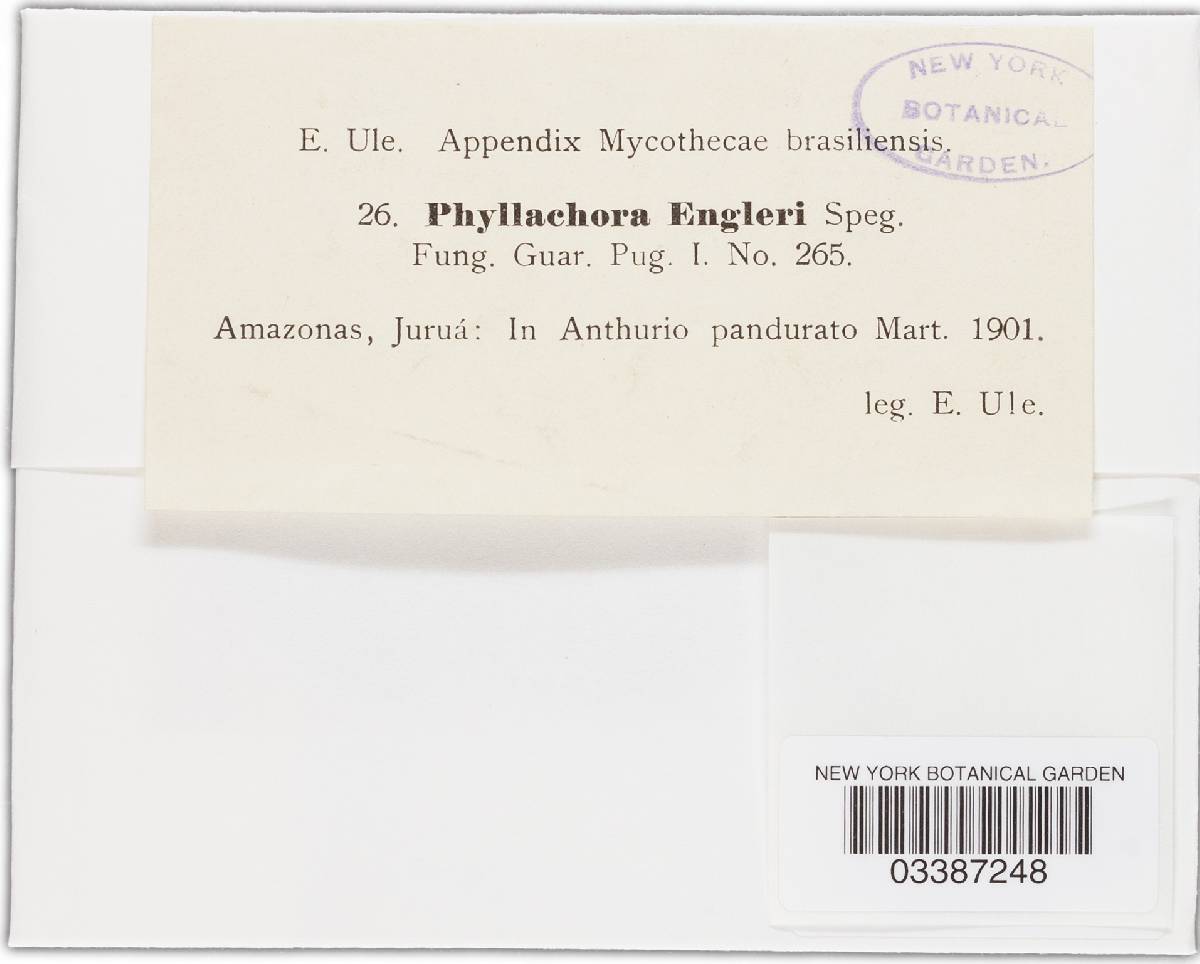 NEW YORK
BOTANICAL
GARDEN.
E. Ule. Appendix Mycothecae brasiliensis.
26. Phyllachora Engleri Speg.
Fung. Guar. Pug. I. No. 265.
Amazonas, Juruá: In Anthurio pandurato Mart. 1901.
leg. E. Ule.
NEW YORK BOTANICAL GARDEN
03387248